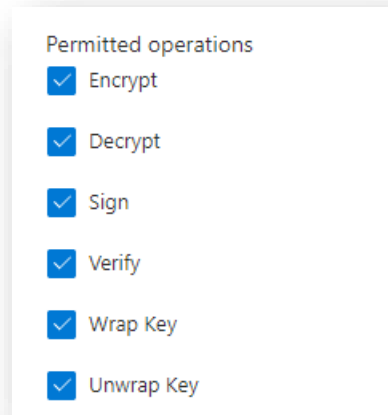 Permitted operations
Encrypt
Decrypt
Sign
Verify
Wrap Key
Unwrap Key